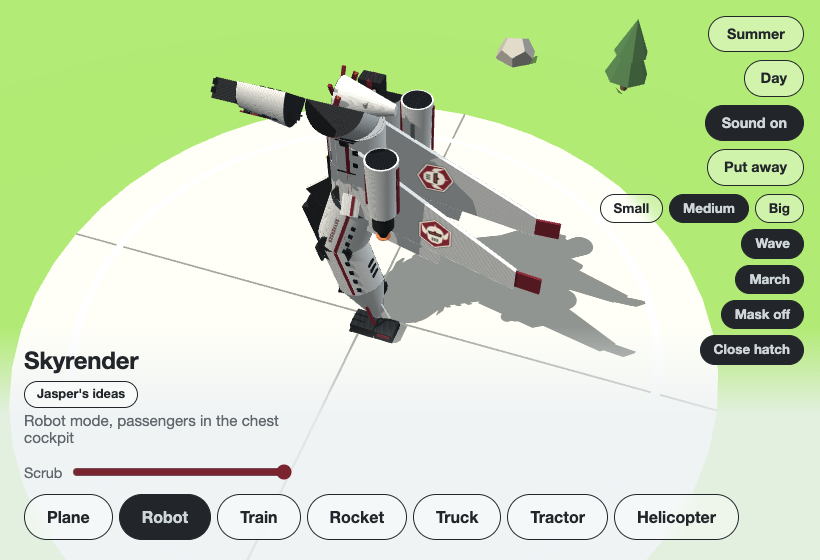 Summer
Day
Sound on
Put away
Small Medium Big
Wave
March
Mask off
Close hatch
Skyrender
Jasper's ideas
Robot mode, passengers in the chest
cockpit
Scrub
Plane Robot Train Rocket Truck Tractor Helicopter